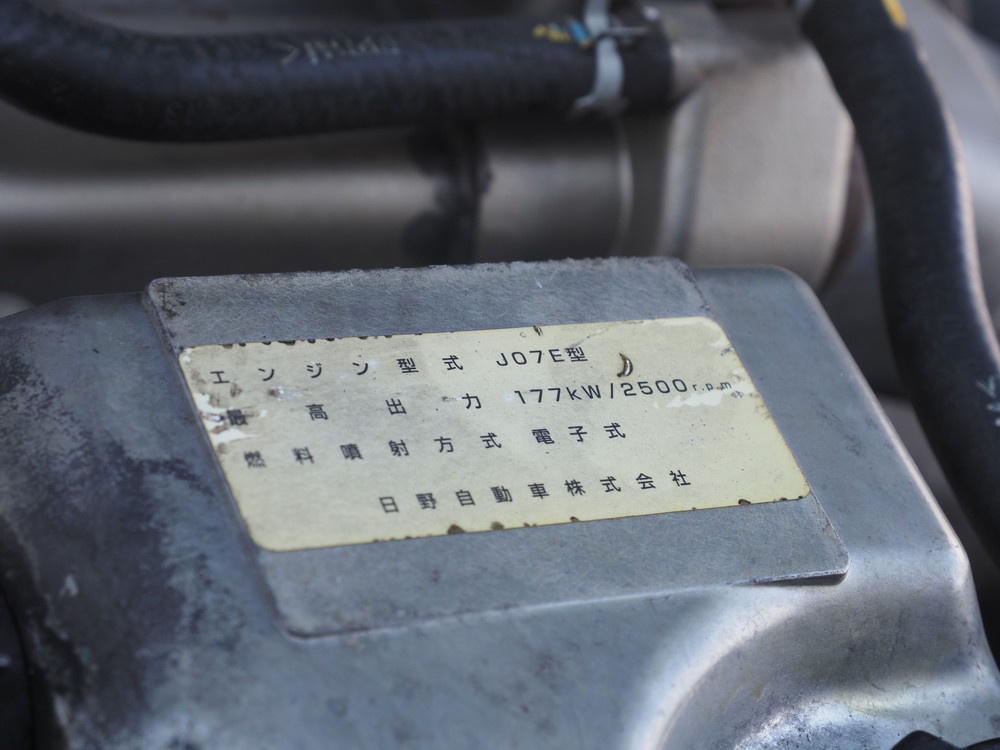 エンジン型式 J07E型
最高出力 177kW/2500r.p.m
燃料噴射方式 電子式
日野自動車株式会社